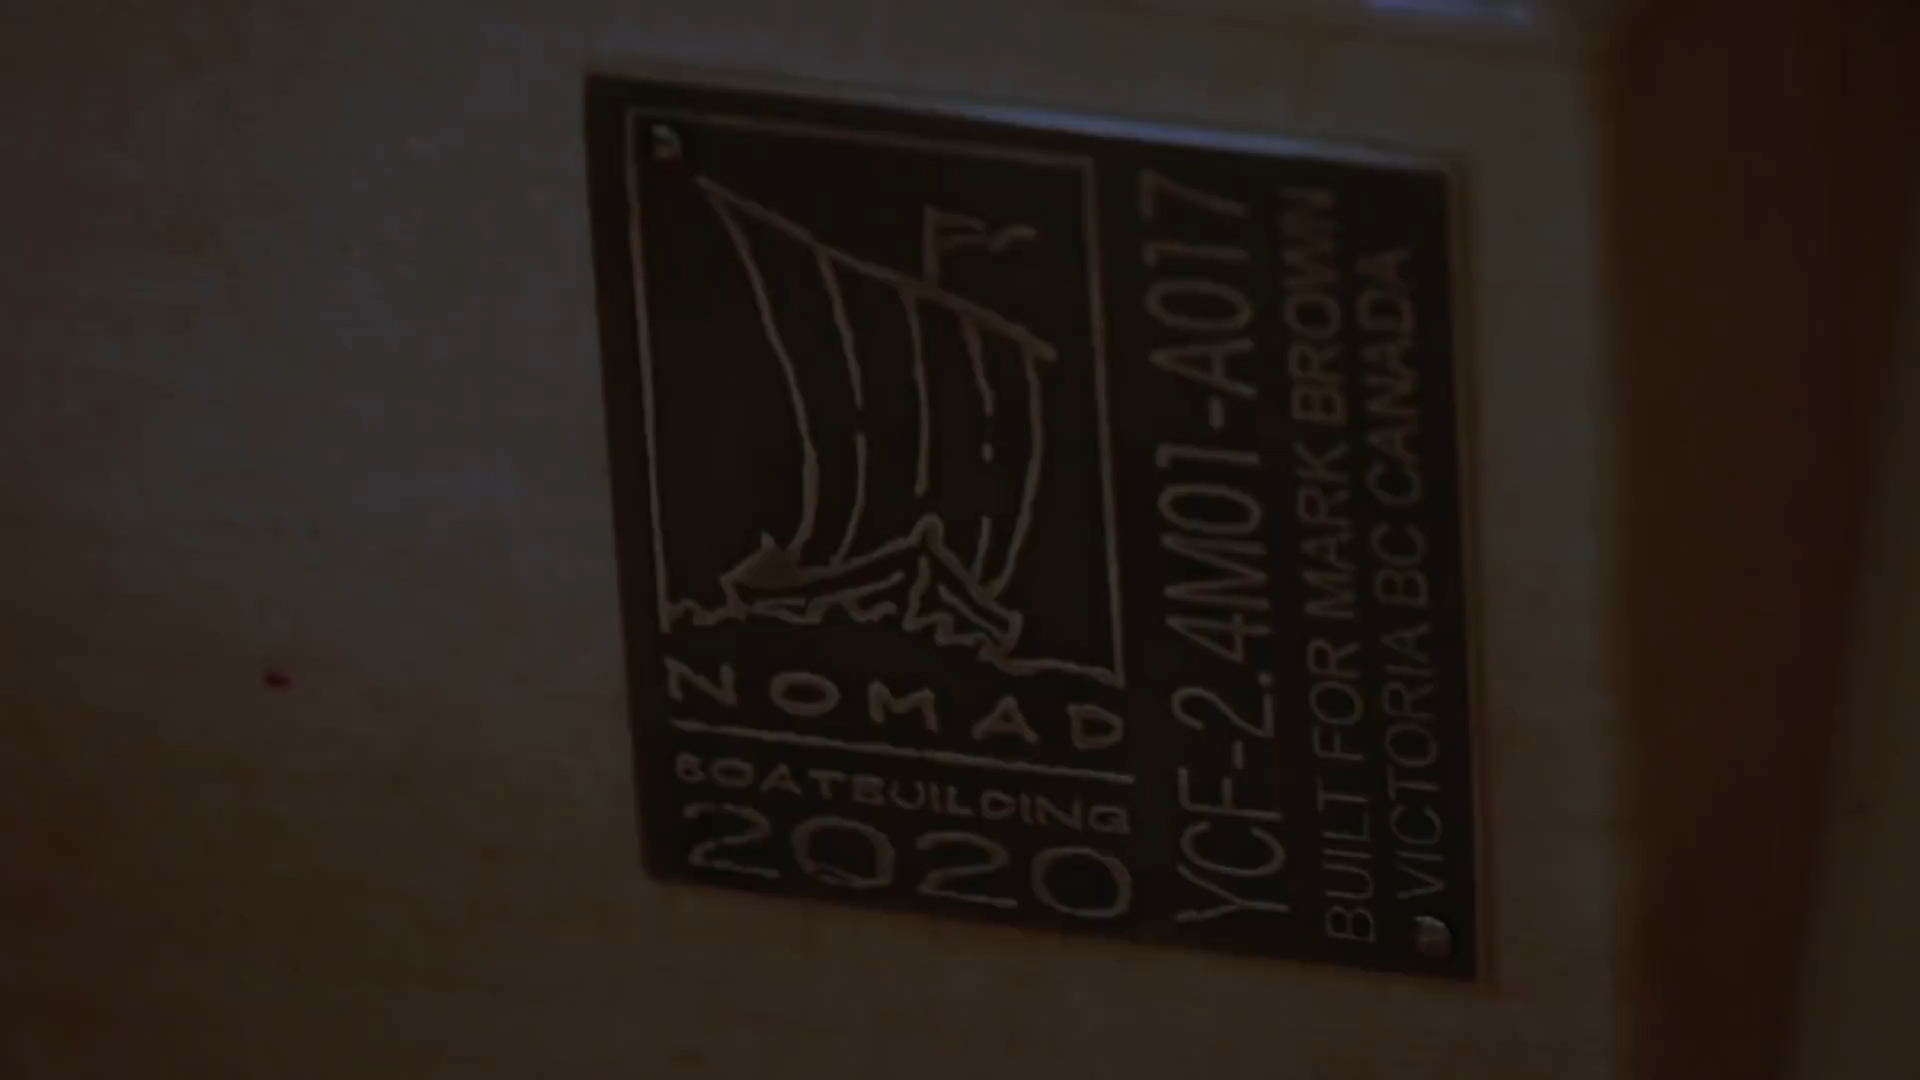 NOMAD
BOATBUILDING
2020
YCF-2.4M01-A017
BUILT FOR MARK BROWN
VICTORIA BC CANADA